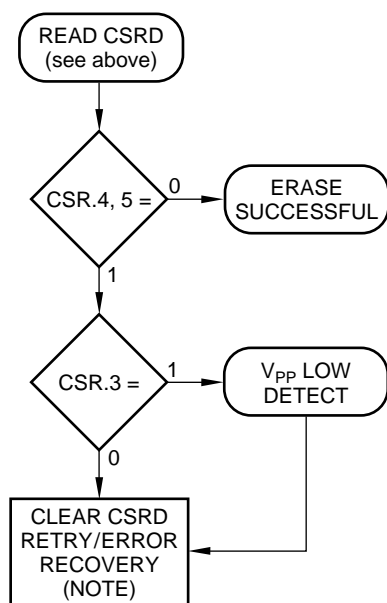 READ CSRD
(see above)
CSR.4, 5 =
0
ERASE
SUCCESSFUL
1
CSR.3 =
1
VPP LOW
DETECT
0
CLEAR CSRD
RETRY/ERROR
RECOVERY
(NOTE)